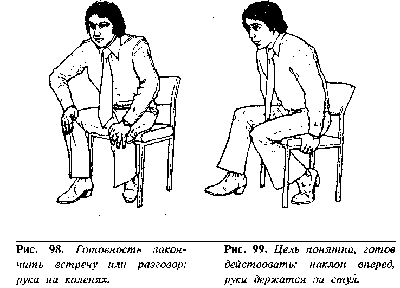 Рис. 98. Готовность закон-
чить встречу или разговор:
руки на коленях.
Рис. 99. Цель понятна, готов
действовать: наклон вперед,
руки держатся за стул.